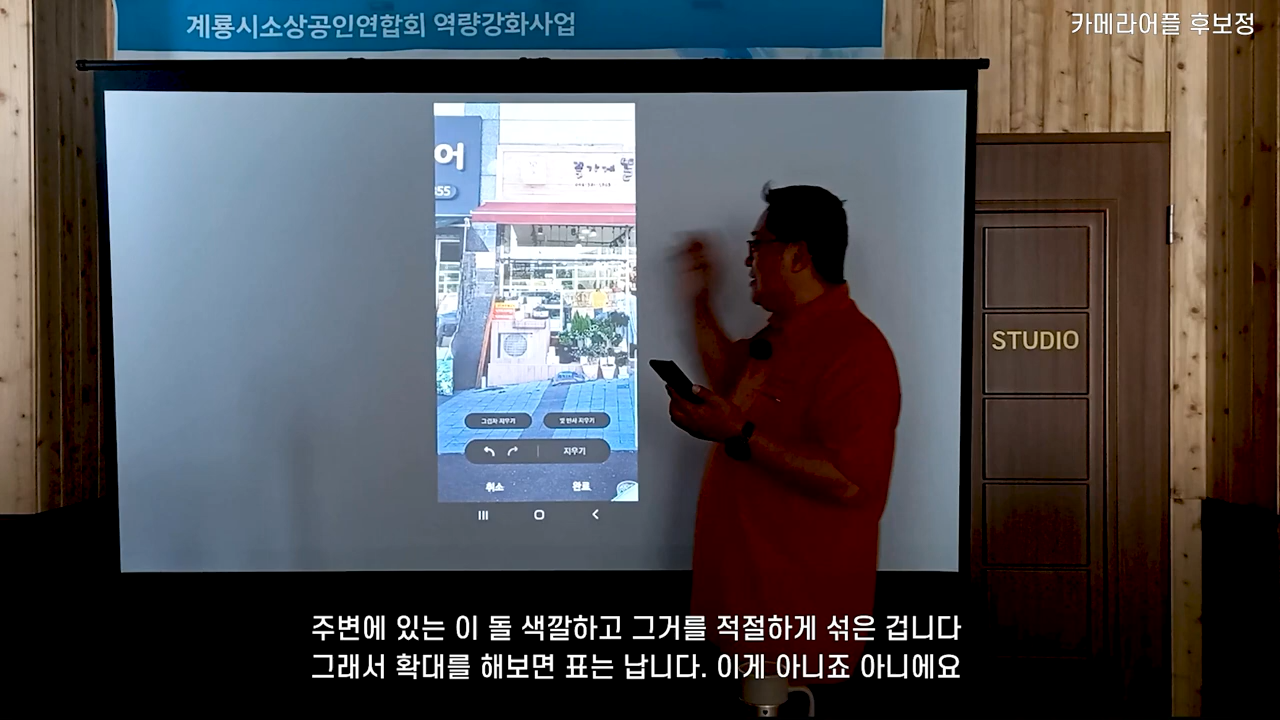 계룡시소상공인연합회 역량강화사업
카메라어플 후보정
어
355
그림자 지우기
빛 반사 지우기
지우기
취소
완료
STUDIO
주변에 있는 이 돌 색깔하고 그거를 적절하게 섞은 겁니다
그래서 확대를 해보면 표는 납니다. 이게 아니죠 아니에요